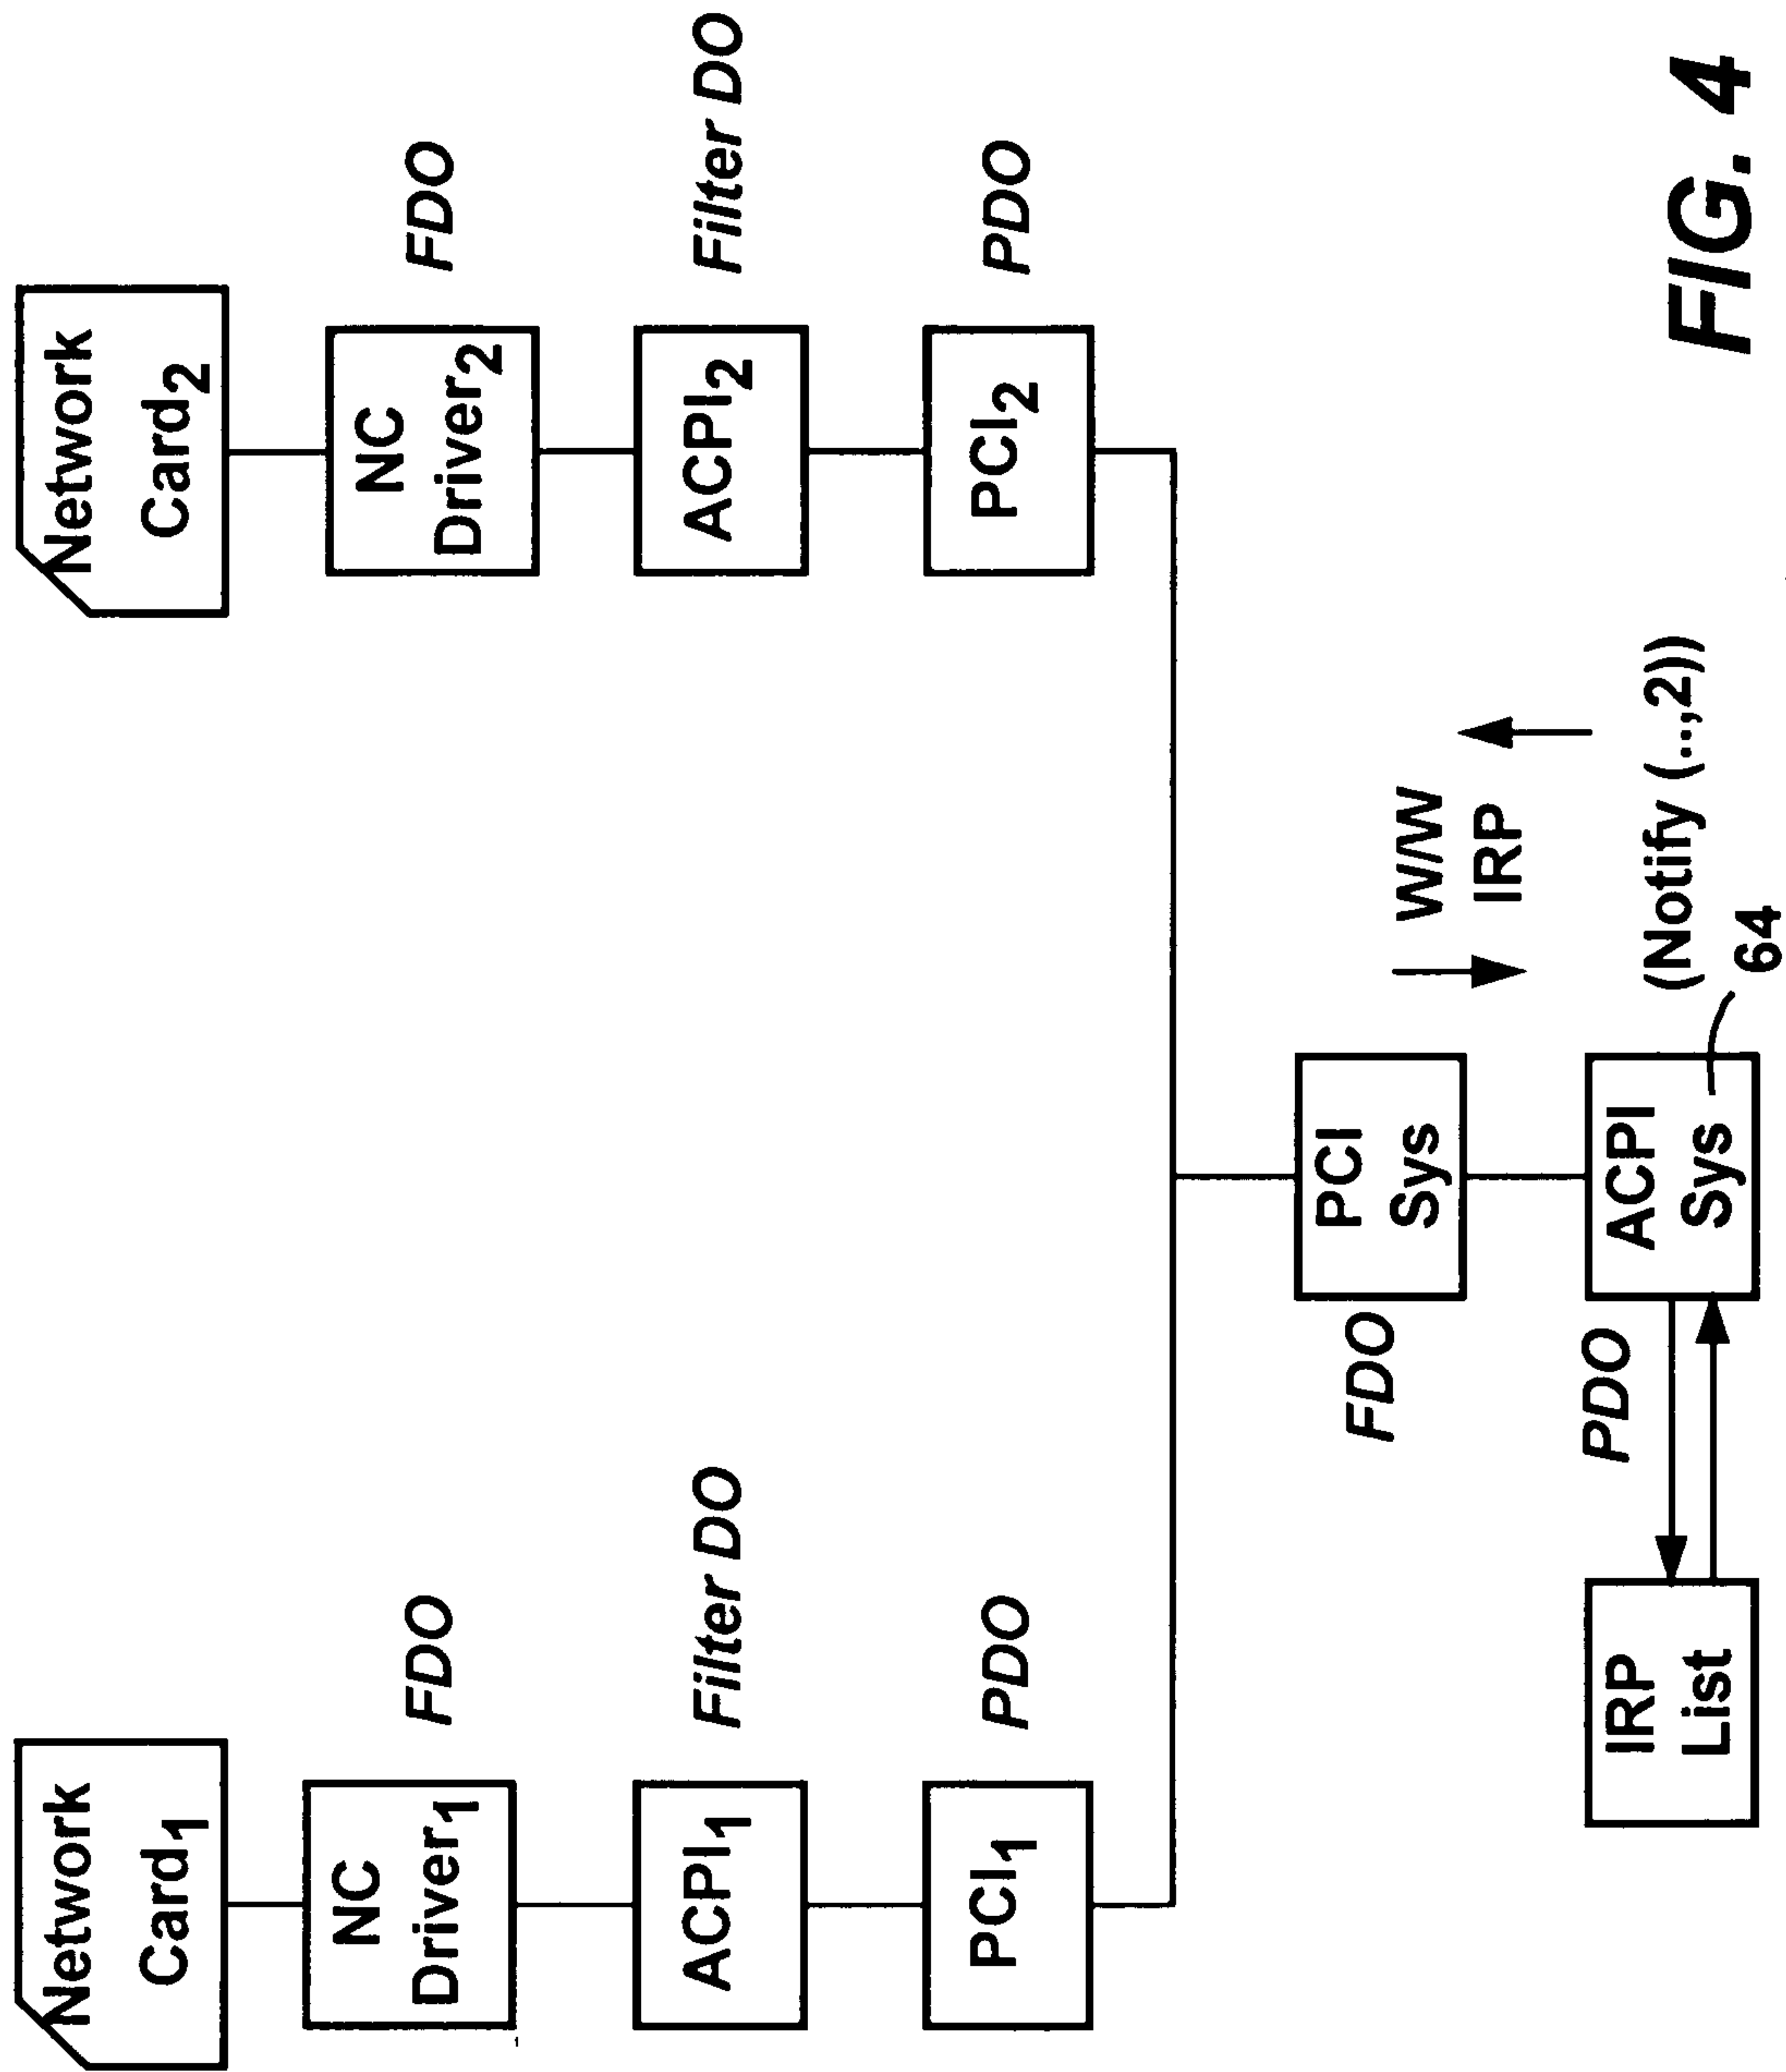 Network
Card1
NC
Driver1
FDO
ACPI1
Filter DO
PCI1
PDO
Network
Card2
NC
Driver2
FDO
ACPI2
Filter DO
PCI2
PDO
FDO
PCI
Sys
W/W
IRP
PDO
ACPI
Sys
(Notify (..,2))
64
IRP
List
FIG. 4